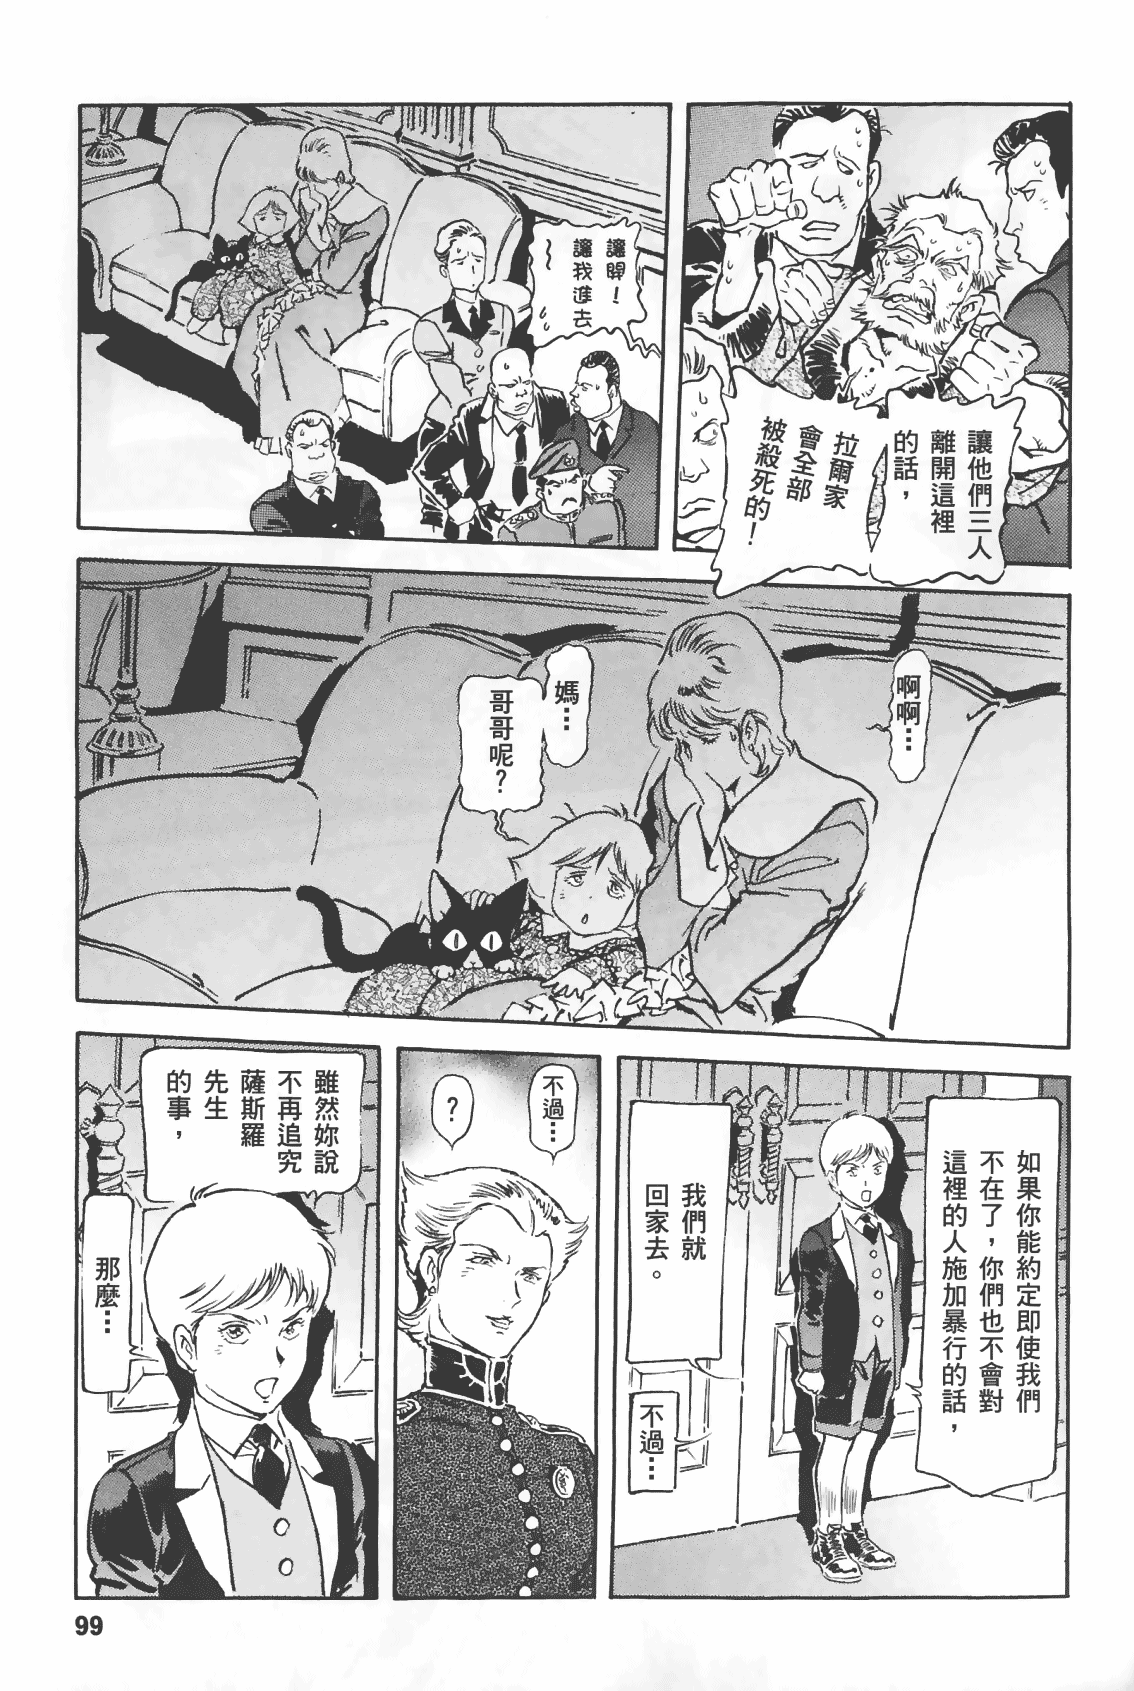 讓他們三人
離開這裡
的話，
拉爾家
會全部
被殺死的！
讓開！
讓我進去
啊啊…
媽…
哥哥呢？
如果你能約定即使我們
不在了，你們也不會對
這裡的人施加暴行的話，
我們就
回家去。
不過…
不過…
？
雖然妳說
不再追究
薩斯羅
先生
的事，
那麼…
99